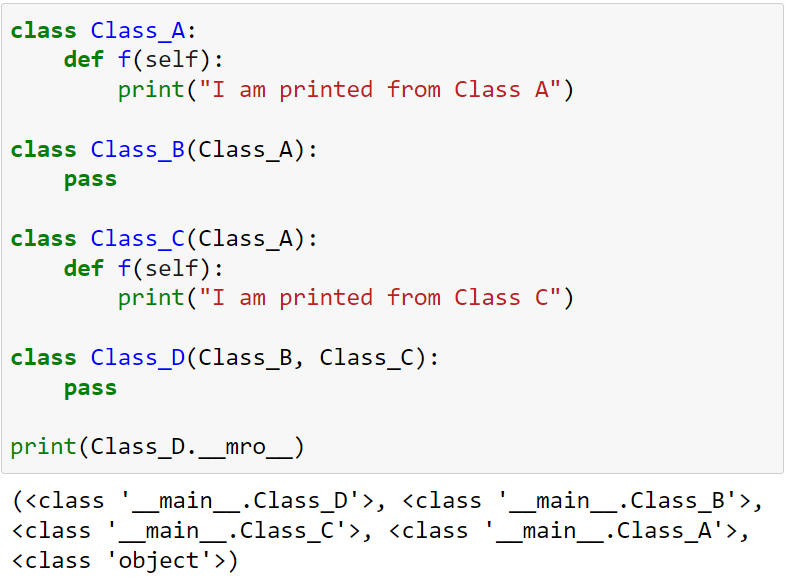 class Class_A:
    def f(self):
        print("I am printed from Class A")

class Class_B(Class_A):
    pass

class Class_C(Class_A):
    def f(self):
        print("I am printed from Class C")

class Class_D(Class_B, Class_C):
    pass

print(Class_D.__mro__)

(<class '__main__.Class_D'>, <class '__main__.Class_B'>,
<class '__main__.Class_C'>, <class '__main__.Class_A'>,
<class 'object'>)